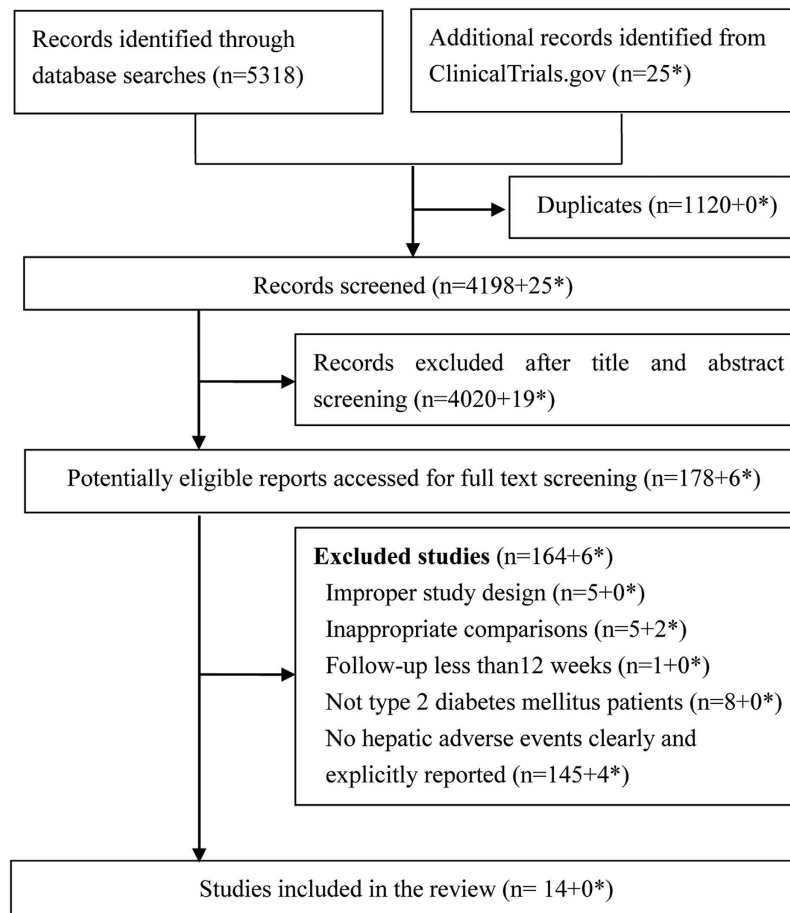 Records identified through
database searches (n=5318)
Additional records identified from
ClinicalTrials.gov (n=25*)
Duplicates (n=1120+0*)
Records screened (n=4198+25*)
Records excluded after title and abstract
screening (n=4020+19*)
Potentially eligible reports accessed for full text screening (n=178+6*)
Excluded studies (n=164+6*)
Improper study design (n=5+0*)
Inappropriate comparisons (n=5+2*)
Follow-up less than12 weeks (n=1+0*)
Not type 2 diabetes mellitus patients (n=8+0*)
No hepatic adverse events clearly and
explicitly reported (n=145+4*)
Studies included in the review (n= 14+0*)